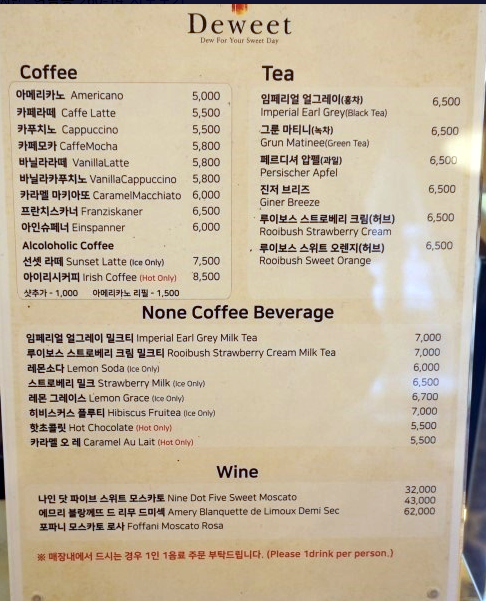 Deweet
Dew For Your Sweet Day
Coffee
아메리카노 Americano 5,000
카페라떼 Caffe Latte 5,500
카푸치노 Cappuccino 5,500
카페모카 CaffeMocha 5,800
바닐라라떼 VanillaLatte 5,800
바닐라카푸치노 VanillaCappuccino 5,800
카라멜 마키아또 CaramelMacchiato 6,000
프란치스카너 Franziskaner 6,500
아인슈페너 Einspanner 6,000
Alcoloholic Coffee
선셋 라떼 Sunset Latte (Ice Only) 7,500
아이리시커피 Irish Coffee (Hot Only) 8,500
샷추가 - 1,000 아메리카노 리필 - 1,500
Tea
임페리얼 얼그레이(홍차) 6,500
Imperial Earl Grey(Black Tea)
그륀 마티니(녹차) 6,500
Grun Matinee(Green Tea)
페르디셔 압펠(과일) 6,500
Persischer Apfel
진저 브리즈 6,500
Giner Breeze
루이보스 스트로베리 크림(허브) 6,500
Rooibush Strawberry Cream
루이보스 스위트 오렌지(허브) 6,500
Rooibush Sweet Orange
None Coffee Beverage
임페리얼 얼그레이 밀크티 Imperial Earl Grey Milk Tea 7,000
루이보스 스트로베리 크림 밀크티 Rooibush Strawberry Cream Milk Tea 7,000
레몬소다 Lemon Soda (Ice Only) 6,000
스트로베리 밀크 Strawberry Milk (Ice Only) 6,500
레몬 그레이스 Lemon Grace (Ice Only) 6,700
히비스커스 플루티 Hibiscus Fruitea (Ice Only) 7,000
핫초콜릿 Hot Chocolate (Hot Only) 5,500
카라멜 오 레 Caramel Au Lait (Hot Only) 5,500
Wine
나인 닷 파이브 스위트 모스카토 Nine Dot Five Sweet Moscato 32,000
에므리 블랑께뜨 드 리무 드미섹 Amery Blanquette de Limoux Demi Sec 43,000
포파니 모스카토 로사 Foffani Moscato Rosa 62,000
※ 매장내에서 드시는 경우 1인 1음료 주문 부탁드립니다. (Please 1drink per person.)